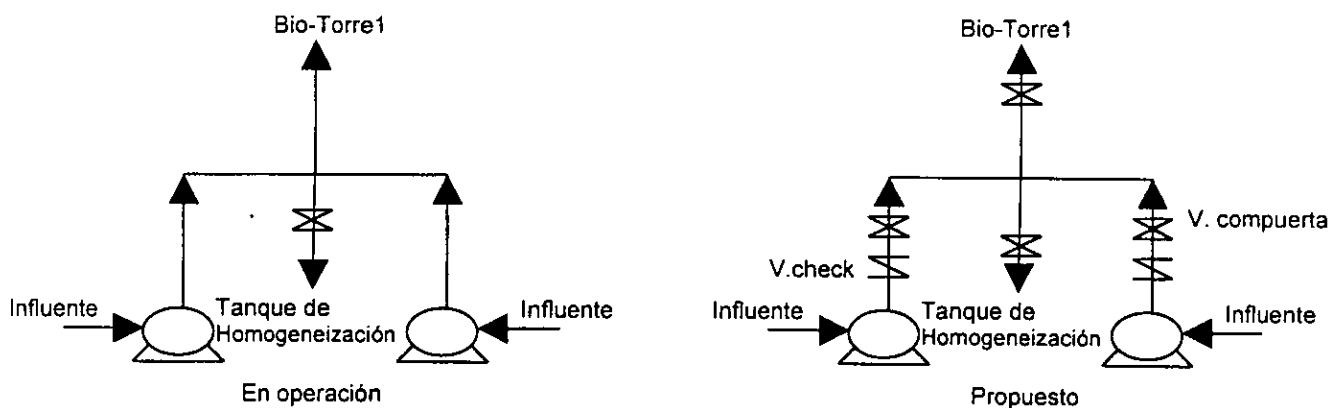 Bio-Torre1
Influente
Tanque de
Homogeneización
Influente
En operación
Bio-Torre1
V. compuerta
V.check
Influente
Tanque de
Homogeneización
Influente
Propuesto